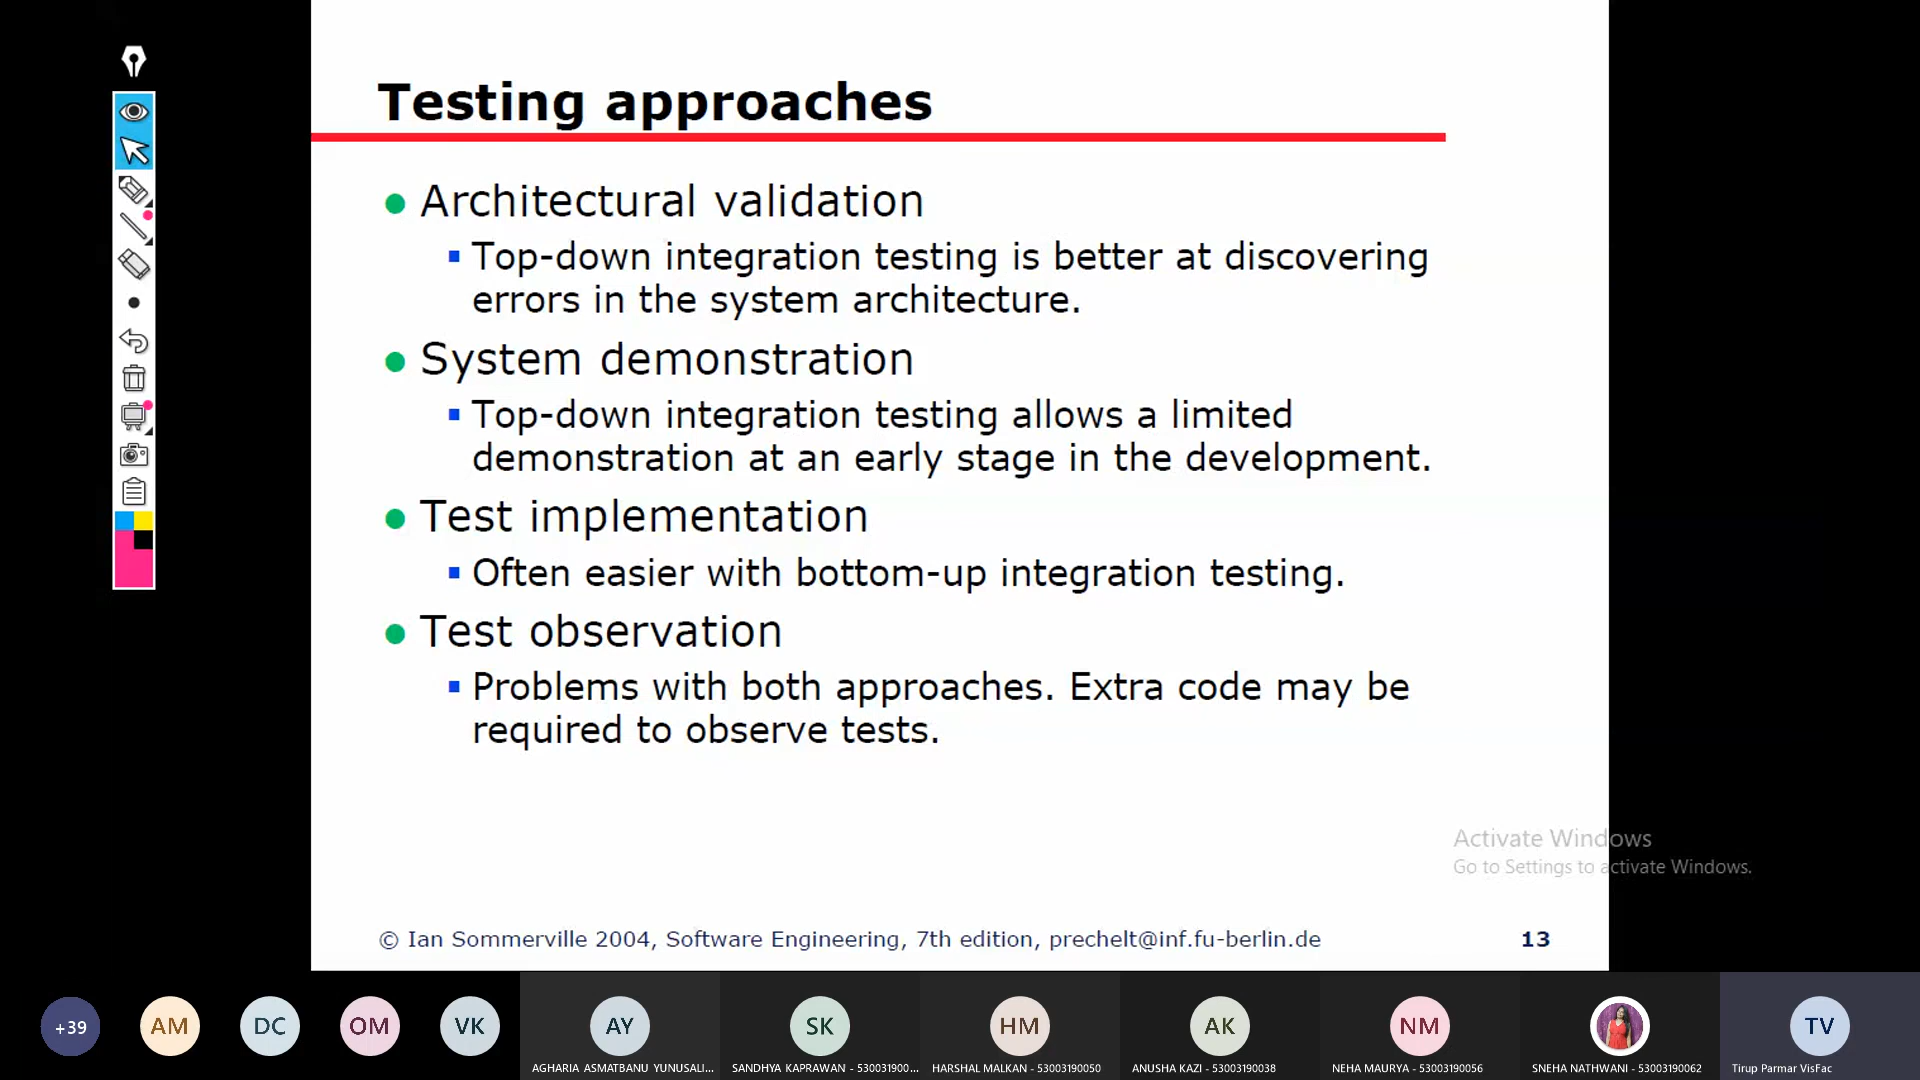 Testing approaches
Architectural validation
Top-down integration testing is better at discovering
errors in the system architecture.
System demonstration
Top-down integration testing allows a limited
demonstration at an early stage in the development.
Test implementation
Often easier with bottom-up integration testing.
Test observation
Problems with both approaches. Extra code may be
required to observe tests.
Activate Windows
Go to Settings to activate Windows.
© Ian Sommerville 2004, Software Engineering, 7th edition, prechelt@inf.fu-berlin.de
13
+39
AM
DC
OM
VK
AY
SK
HM
AK
NM
TV
AGHARIA ASMATBANU YUNUSALI...
SANDHYA KAPRAWAN - 530031900...
HARSHAL MALKAN - 53003190050
ANUSHA KAZI - 53003190038
NEHA MAURYA - 53003190056
SNEHA NATHWANI - 53003190062
Tirup Parmar VisFac